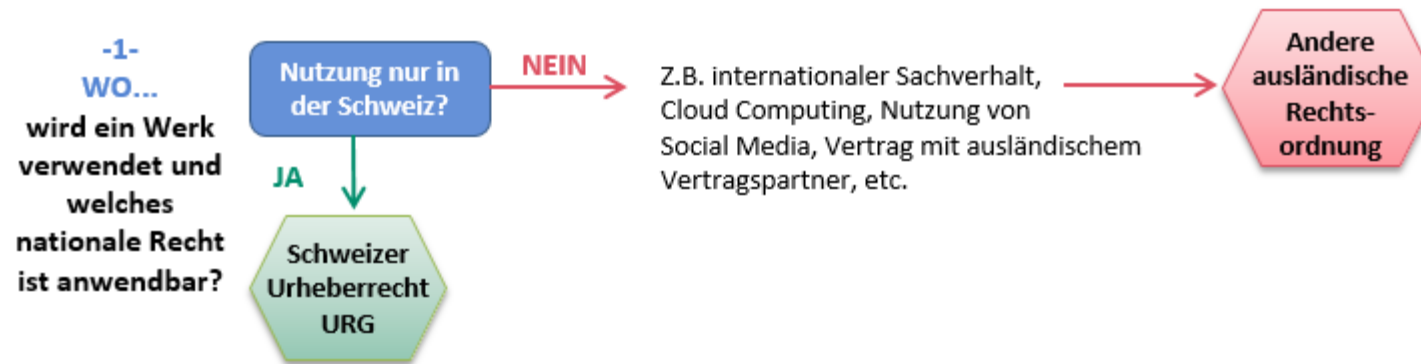 -1-
WO...
wird ein Werk
verwendet und
welches
nationale Recht
ist anwendbar?
Nutzung nur in
der Schweiz?
NEIN
Z.B. internationaler Sachverhalt,
Cloud Computing, Nutzung von
Social Media, Vertrag mit ausländischem
Vertragspartner, etc.
Andere
ausländische
Rechts-
ordnung
JA
Schweizer
Urheberrecht
URG